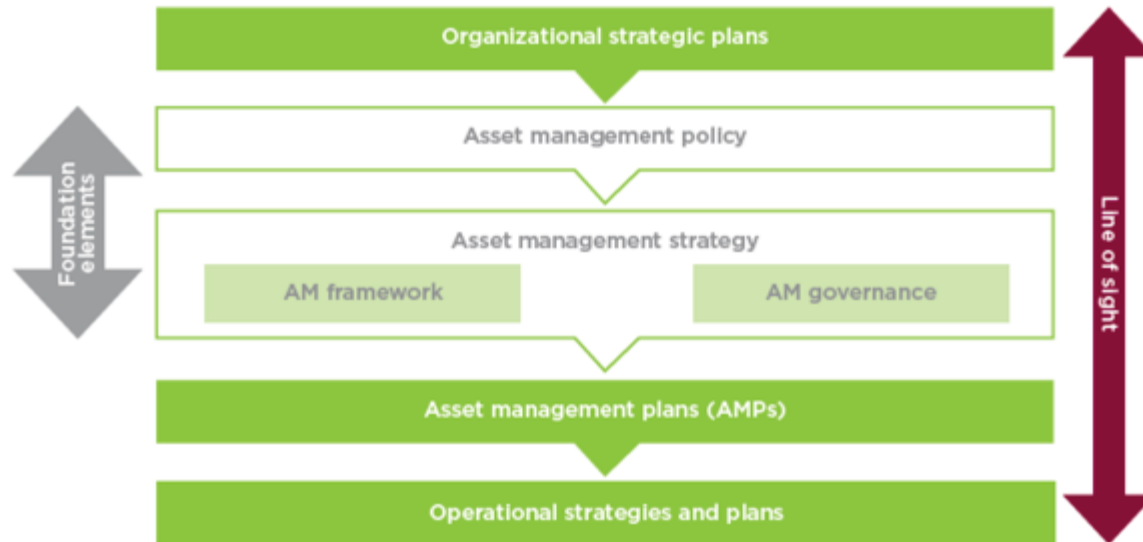 Organizational strategic plans
Asset management policy
Foundation
elements
Asset management strategy
AM framework
AM governance
Line of sight
Asset management plans (AMPs)
Operational strategies and plans